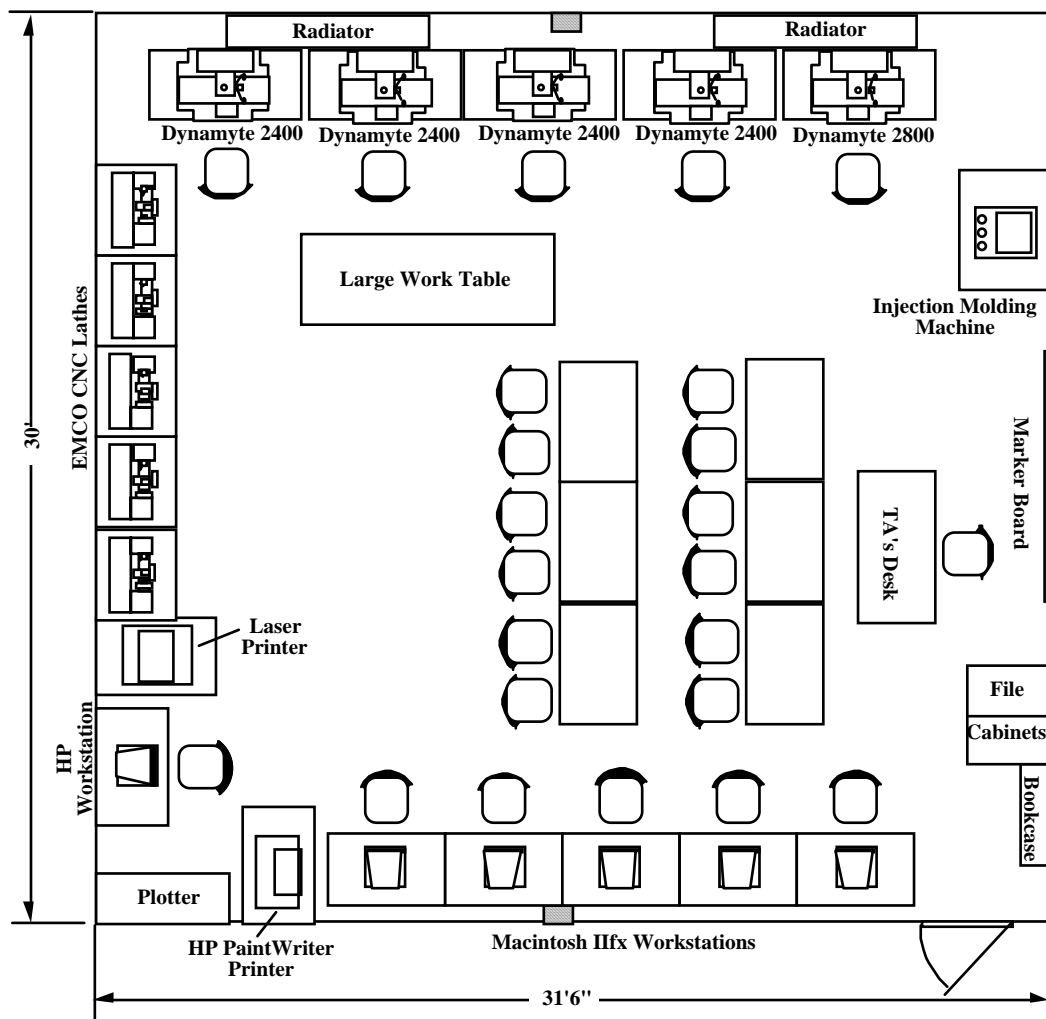 Radiator
Radiator
Dynamyte 2400
Dynamyte 2400
Dynamyte 2400
Dynamyte 2400
Dynamyte 2800
Large Work Table
Injection Molding
Machine
EMCO CNC Lathes
30'
Marker Board
TA's Desk
Laser
Printer
File
Cabinets
HP
Workstation
Bookcase
Plotter
HP PaintWriter
Printer
Macintosh IIfx Workstations
31'6"